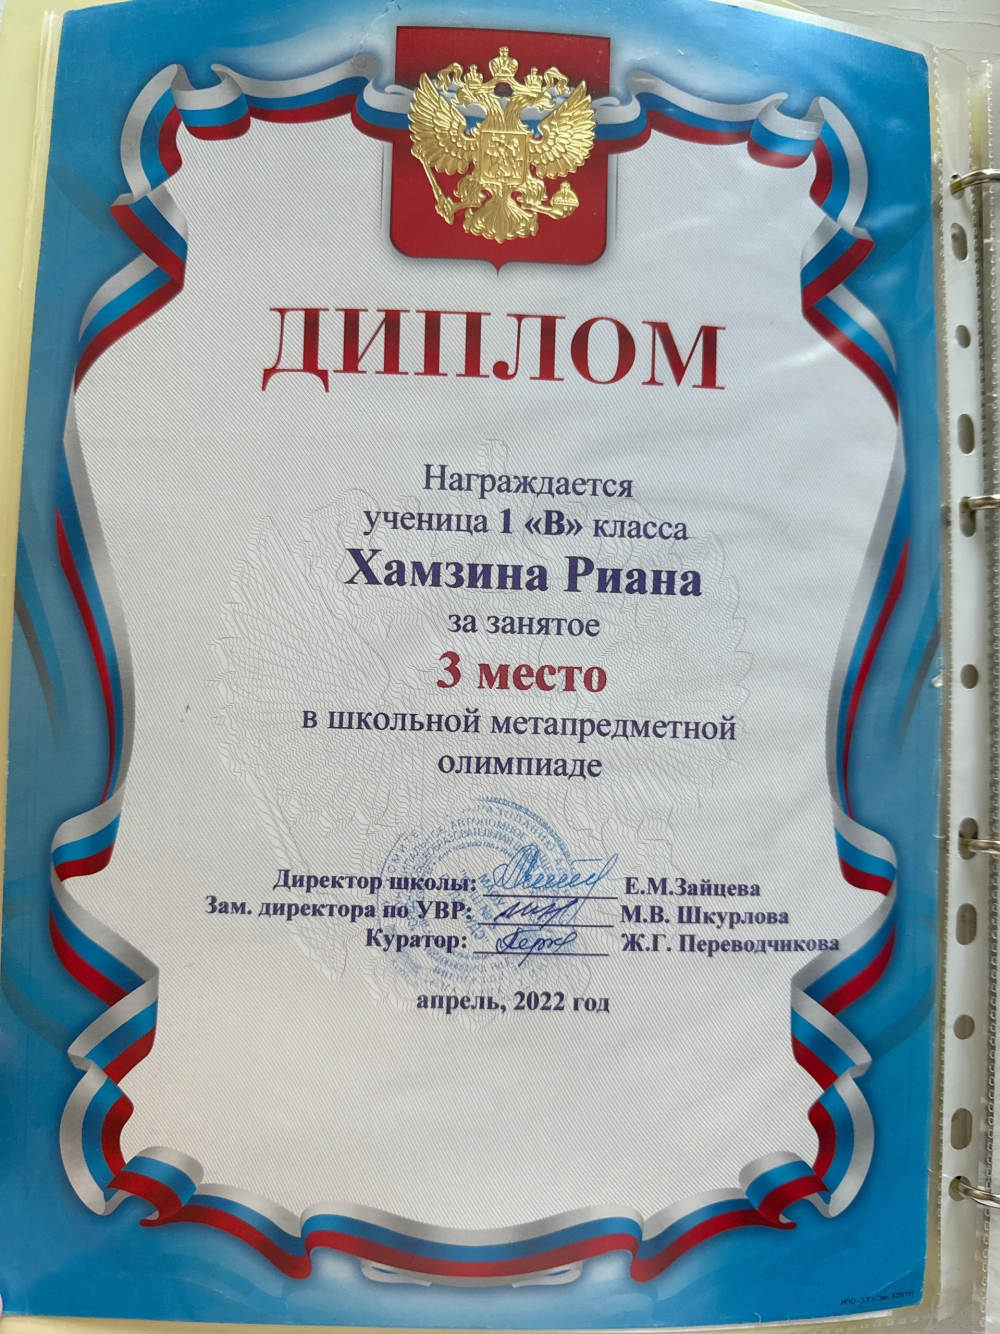 ДИПЛОМ
Награждается
ученица 1 «В» класса
Хамзина Риана
за занятое
3 место
в школьной метапредметной
олимпиаде
Директор школы: Е.М.Зайцева
Зам. директора по УВР: М.В. Шкурлова
Куратор: Ж.Г. Переводчикова
апрель, 2022 год